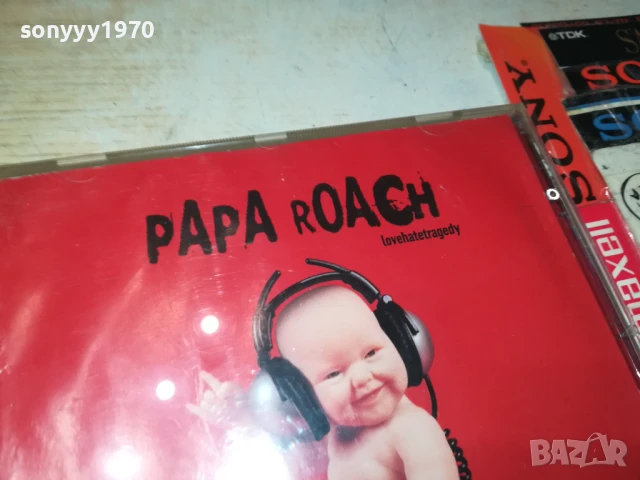 sonyyy1970
PAPA ROACH
lovehatetragedy
TDK
SONY
maxell
BAZAR